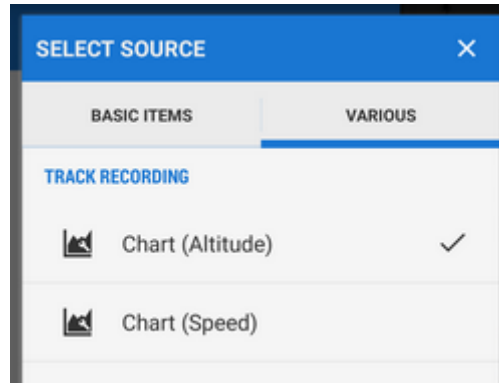 SELECT SOURCE
BASIC ITEMS VARIOUS
TRACK RECORDING
Chart (Altitude)
Chart (Speed)